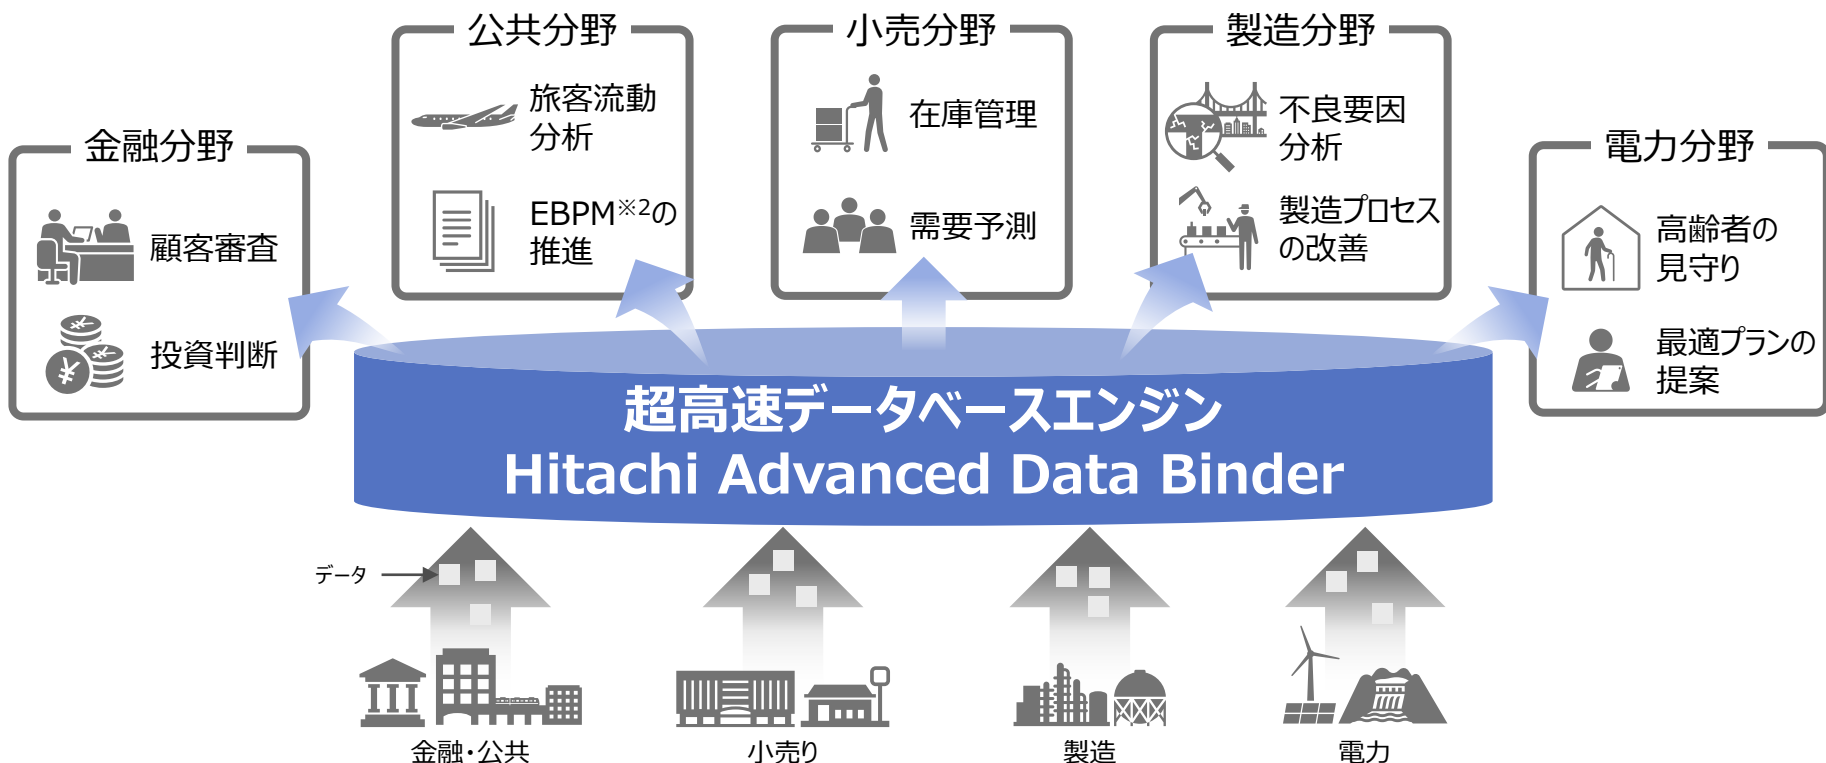 金融分野
顧客審査
投資判断
公共分野
旅客流動
分析
EBPM※2の
推進
小売分野
在庫管理
需要予測
製造分野
不良要因
分析
製造プロセス
の改善
電力分野
高齢者の
見守り
最適プランの
提案
超高速データベースエンジン
Hitachi Advanced Data Binder
データ
金融・公共
小売り
製造
電力